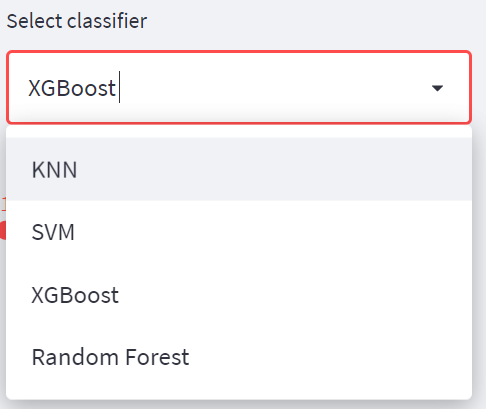 Select classifier
XGBoost
KNN
SVM
XGBoost
Random Forest